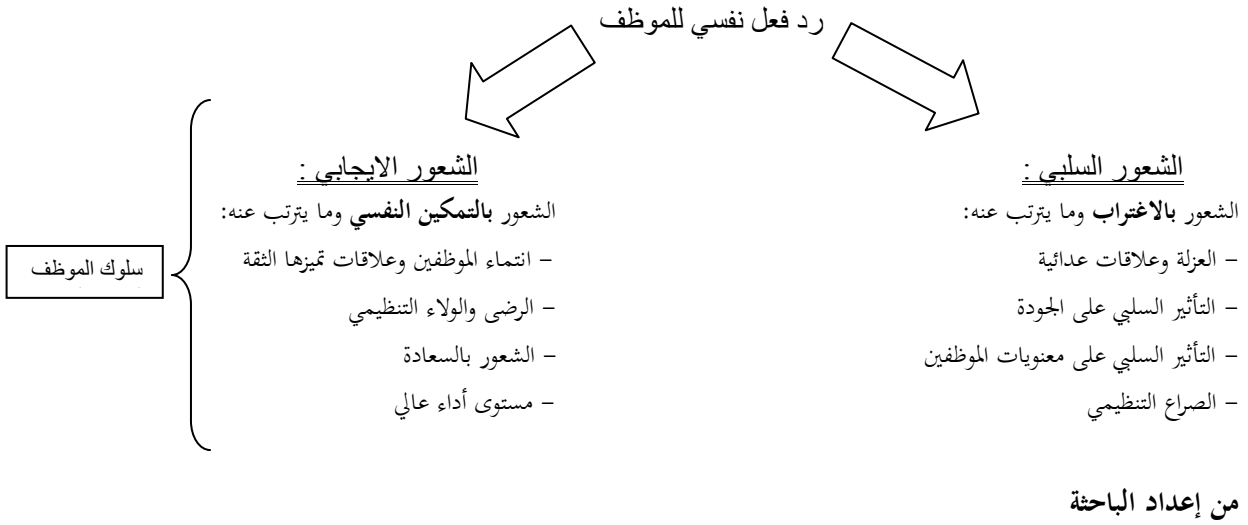 رد فعل نفسي للموظف
الشعور السلبي :
الشعور بالاغتراب وما يترتب عنه:
– العزلة وعلاقات عدائية
– التأثير السلبي على الجودة
– التأثير السلبي على معنويات الموظفين
– الصراع التنظيمي
الشعور الايجابي :
الشعور بالتمكين النفسي وما يترتب عنه:
– انتماء الموظفين وعلاقات تميزها الثقة
– الرضى والولاء التنظيمي
– الشعور بالسعادة
– مستوى أداء عالي
سلوك الموظف
من إعداد الباحثة